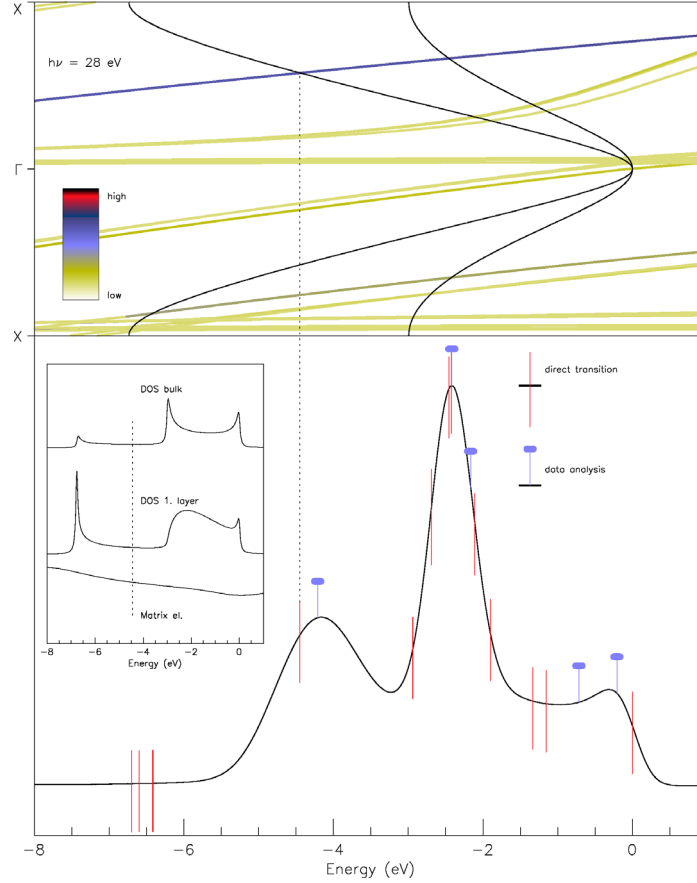 X
hν = 28 eV
Γ
high
low
X
direct transition
data analysis
DOS bulk
DOS 1. layer
Matrix el.
−8 −6 −4 −2 0
Energy (eV)
−8 −6 −4 −2 0
Energy (eV)